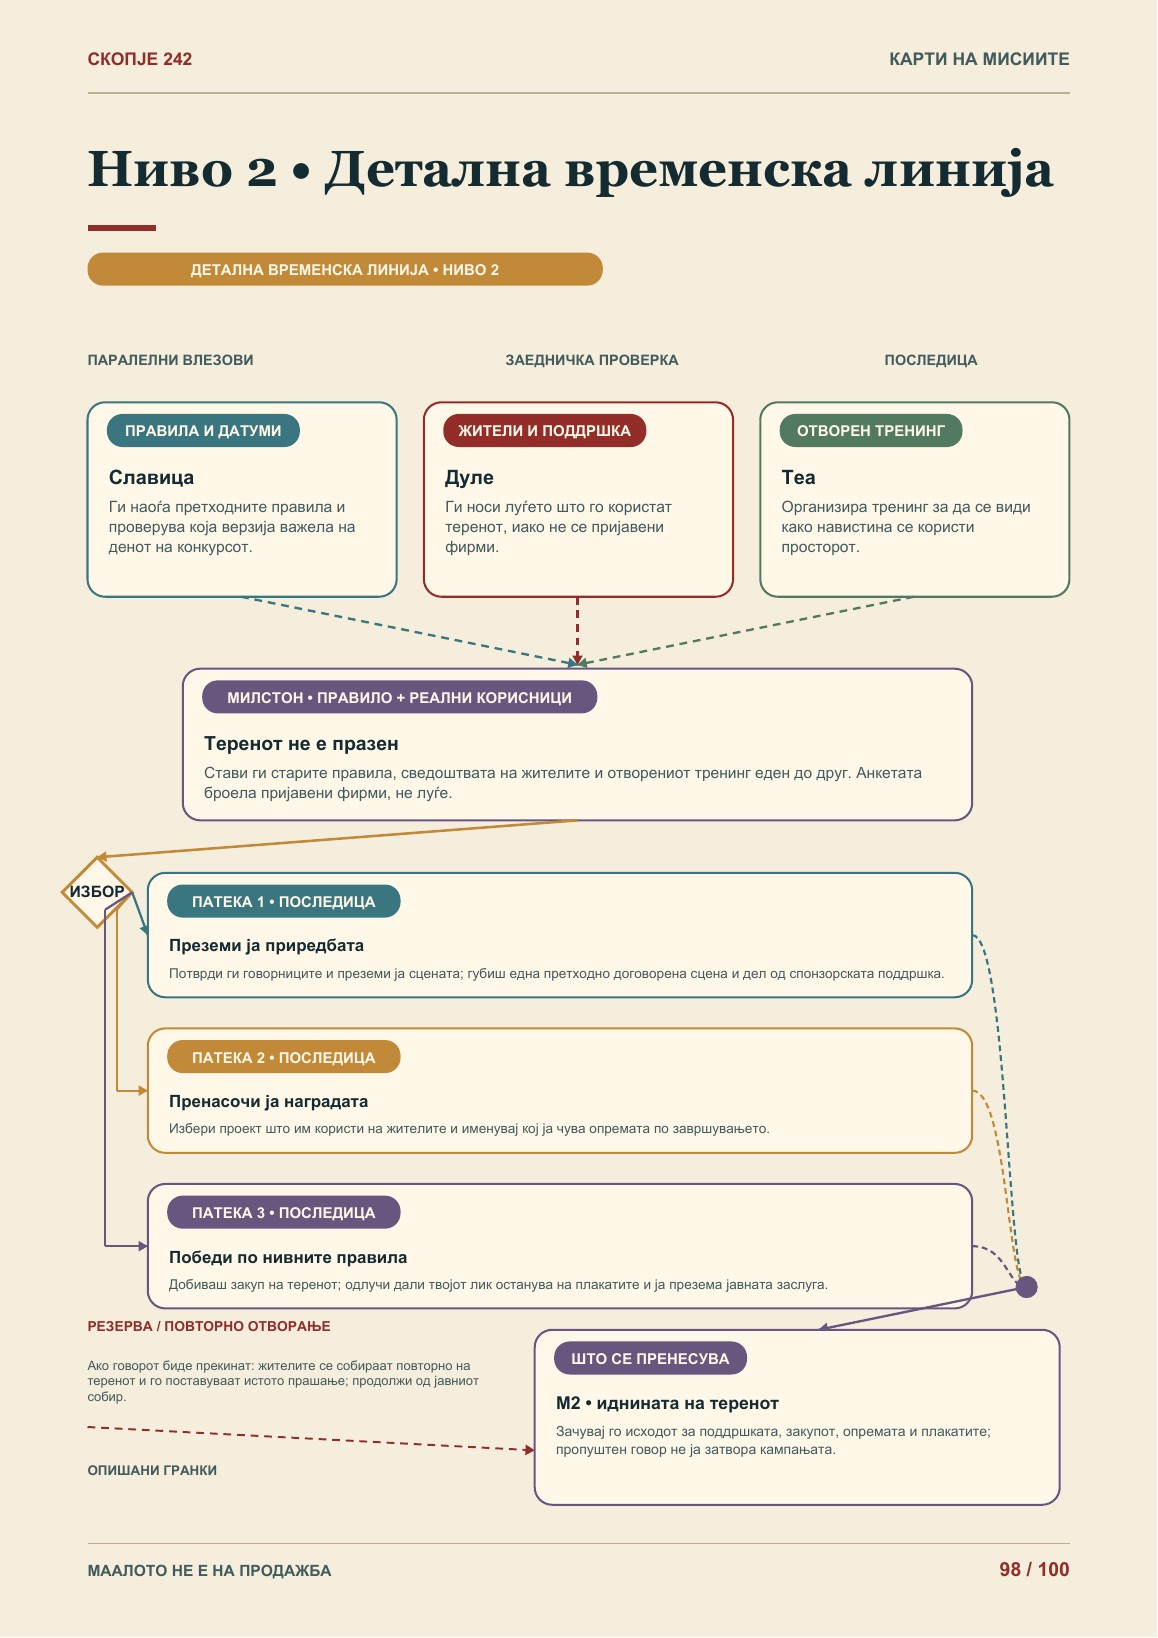 СКОПЈЕ 242
КАРТИ НА МИСИИТЕ
Ниво 2 • Детална временска линија
ДЕТАЛНА ВРЕМЕНСКА ЛИНИЈА • НИВО 2
ПАРАЛЕЛНИ ВЛЕЗОВИ
ЗАЕДНИЧКА ПРОВЕРКА
ПОСЛЕДИЦА
ПРАВИЛА И ДАТУМИ
Славица
Ги наоѓа претходните правила и
проверува која верзија важела на
денот на конкурсот.
ЖИТЕЛИ И ПОДДРШКА
Дуле
Ги носи луѓето што го користат
теренот, иако не се пријавени
фирми.
ОТВОРЕН ТРЕНИНГ
Теа
Организира тренинг за да се види
како навистина се користи
просторот.
МИЛСТОН • ПРАВИЛО + РЕАЛНИ КОРИСНИЦИ
Теренот не е празен
Стави ги старите правила, сведоштвата на жителите и отворениот тренинг еден до друг. Анкетата
броела пријавени фирми, не луѓе.
ИЗБОР
ПАТЕКА 1 • ПОСЛЕДИЦА
Преземи ја приредбата
Потврди ги говорниците и преземи ја сцената; губиш една претходно договорена сцена и дел од спонзорската поддршка.
ПАТЕКА 2 • ПОСЛЕДИЦА
Пренасочи ја наградата
Избери проект што им користи на жителите и именувај кој ја чува опремата по завршувањето.
ПАТЕКА 3 • ПОСЛЕДИЦА
Победи по нивните правила
Добиваш закуп на теренот; одлучи дали твојот лик останува на плакатите и ја презема јавната заслуга.
РЕЗЕРВА / ПОВТОРНО ОТВОРАЊЕ
Ако говорот биде прекинат: жителите се собираат повторно на
теренот и го поставуваат истото прашање; продолжи од јавниот
собир.
ОПИШАНИ ГРАНКИ
ШТО СЕ ПРЕНЕСУВА
М2 • иднината на теренот
Зачувај го исходот за поддршката, закупот, опремата и плакатите;
пропуштен говор не ја затвора кампањата.
МААЛОТО НЕ Е НА ПРОДАЖБА
98 / 100